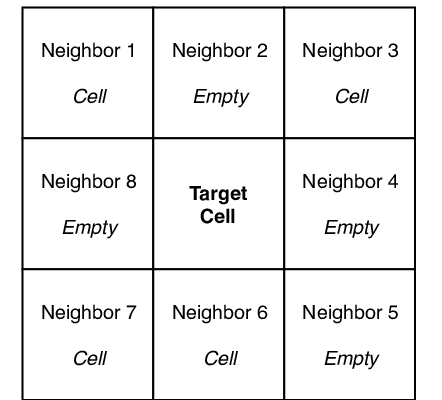 Neighbor 1
Cell
Neighbor 2
Empty
Neighbor 3
Cell
Neighbor 8
Empty
Target
Cell
Neighbor 4
Empty
Neighbor 7
Cell
Neighbor 6
Cell
Neighbor 5
Empty